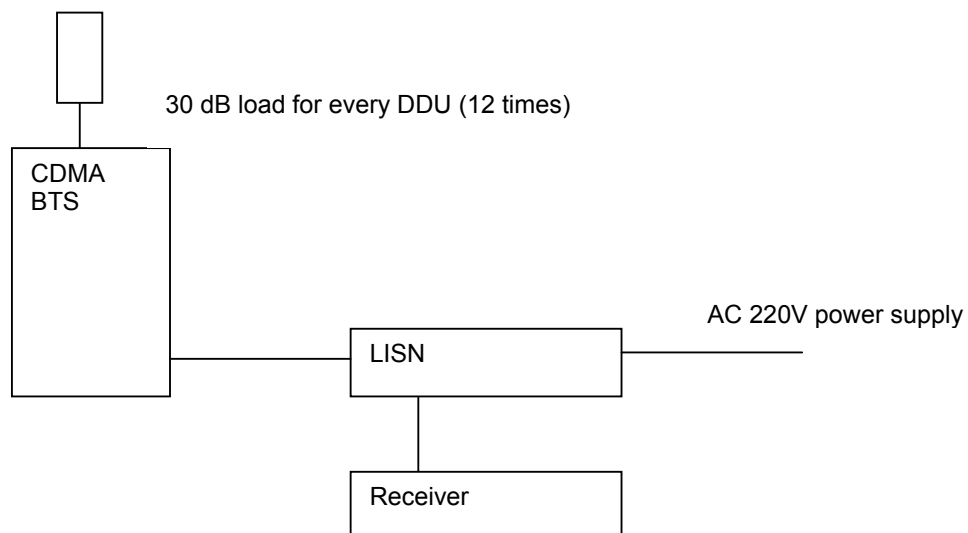 30 dB load for every DDU (12 times)
CDMA
BTS
AC 220V power supply
LISN
Receiver